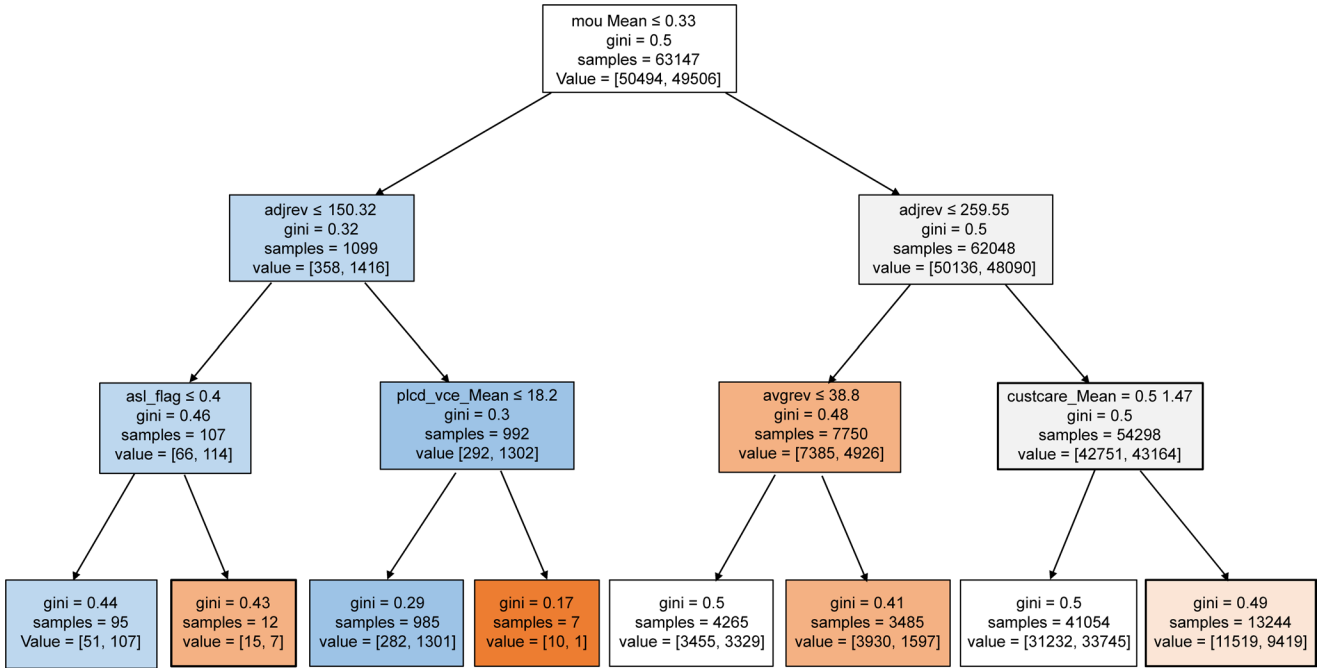 mou Mean ≤ 0.33
gini = 0.5
samples = 63147
Value = [50494, 49506]
adjrev ≤ 150.32
gini = 0.32
samples = 1099
value = [358, 1416]
adjrev ≤ 259.55
gini = 0.5
samples = 62048
value = [50136, 48090]
asl_flag ≤ 0.4
gini = 0.46
samples = 107
value = [66, 114]
plcd_vce_Mean ≤ 18.2
gini = 0.3
samples = 992
value [292, 1302]
avgrev ≤ 38.8
gini = 0.48
samples = 7750
value = [7385, 4926]
custcare_Mean = 0.5 1.47
gini = 0.5
samples = 54298
value = [42751, 43164]
gini = 0.44
samples = 95
Value = [51, 107]
gini = 0.43
samples = 12
value = [15, 7]
gini = 0.29
samples = 985
value = [282, 1301]
gini = 0.17
samples = 7
value = [10, 1]
gini = 0.5
samples = 4265
value = [3455, 3329]
gini = 0.41
samples = 3485
value = [3930, 1597]
gini = 0.5
samples = 41054
value = [31232, 33745]
gini = 0.49
samples = 13244
value = [11519, 9419]